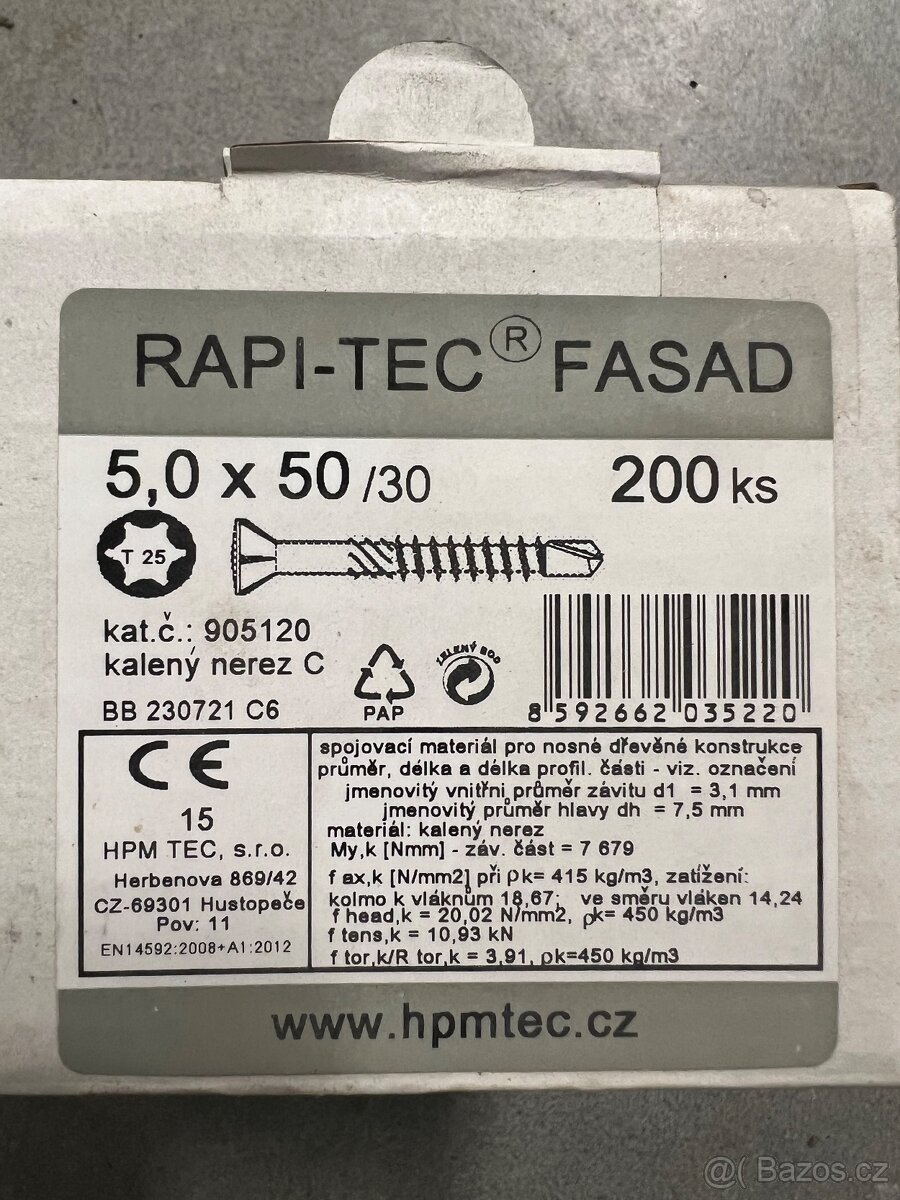 RAPI-TEC® FASAD
5,0 x 50 /30 200 ks
T 25
kat.č.: 905120
kalený nerez C
BB 230721 C6
PAP
ZELENÝ BOD
8 592662 035220
CE
15
HPM TEC, s.r.o.
Herbenova 869/42
CZ-69301 Hustopeče
Pov: 11
EN14592:2008+A1:2012
spojovací materiál pro nosné dřevěné konstrukce
průměr, délka a délka profil. části - viz. označení
jmenovitý vnitřní průměr závitu d1 = 3,1 mm
jmenovitý průměr hlavy dh = 7,5 mm
materiál: kalený nerez
My,k [Nmm] - záv. část = 7 679
f ax,k [N/mm2] při ρk= 415 kg/m3, zatížení:
kolmo k vláknům 18,67; ve směru vláken 14,24
f head,k = 20,02 N/mm2, ρk= 450 kg/m3
f tens,k = 10,93 kN
f tor,k/R tor,k = 3,91, ρk=450 kg/m3
www.hpmtec.cz
@( Bazos.cz